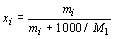 x_i = m_i / (m_i + 1000 / M_1)